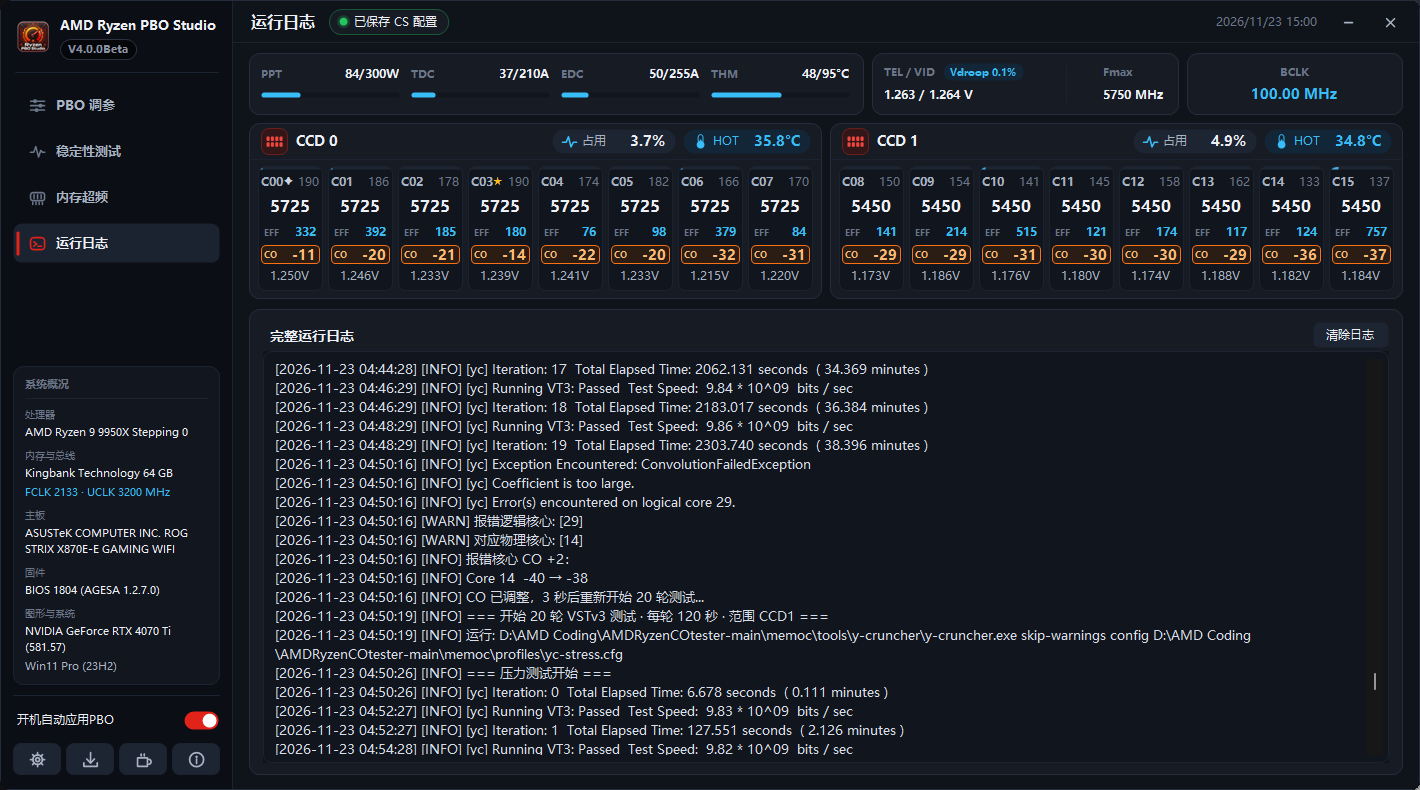 AMD Ryzen PBO Studio
V4.0.0Beta
PBO 调参
稳定性测试
内存超频
运行日志
系统概况
处理器
AMD Ryzen 9 9950X Stepping 0
内存与总线
Kingbank Technology 64 GB
FCLK 2133 · UCLK 3200 MHz
主板
ASUSTeK COMPUTER INC. ROG
STRIX X870E-E GAMING WIFI
固件
BIOS 1804 (AGESA 1.2.7.0)
图形与系统
NVIDIA GeForce RTX 4070 Ti
(581.57)
Win11 Pro (23H2)
开机自动应用PBO
运行日志 已保存 CS 配置 2026/11/23 15:00
PPT 84/300W TDC 37/210A EDC 50/255A THM 48/95°C
TEL / VID Vdroop 0.1% Fmax
1.263 / 1.264 V 5750 MHz
BCLK
100.00 MHz
CCD 0 占用 3.7% HOT 35.8°C
C00✦ 190 C01 186 C02 178 C03★ 190 C04 174 C05 182 C06 166 C07 170
5725 5725 5725 5725 5725 5725 5725 5725
EFF 332 EFF 392 EFF 185 EFF 180 EFF 76 EFF 98 EFF 379 EFF 84
CO -11 CO -20 CO -21 CO -14 CO -22 CO -20 CO -32 CO -31
1.250V 1.246V 1.233V 1.239V 1.241V 1.233V 1.215V 1.220V
CCD 1 占用 4.9% HOT 34.8°C
C08 150 C09 154 C10 141 C11 145 C12 158 C13 162 C14 133 C15 137
5450 5450 5450 5450 5450 5450 5450 5450
EFF 141 EFF 214 EFF 515 EFF 121 EFF 174 EFF 117 EFF 124 EFF 757
CO -29 CO -29 CO -31 CO -30 CO -30 CO -29 CO -36 CO -37
1.173V 1.186V 1.176V 1.180V 1.174V 1.188V 1.182V 1.184V
完整运行日志 清除日志
[2026-11-23 04:44:28] [INFO] [yc] Iteration: 17  Total Elapsed Time: 2062.131 seconds  ( 34.369 minutes )
[2026-11-23 04:46:29] [INFO] [yc] Running VT3: Passed  Test Speed:  9.84 * 10^09  bits / sec
[2026-11-23 04:46:29] [INFO] [yc] Iteration: 18  Total Elapsed Time: 2183.017 seconds  ( 36.384 minutes )
[2026-11-23 04:48:29] [INFO] [yc] Running VT3: Passed  Test Speed:  9.86 * 10^09  bits / sec
[2026-11-23 04:48:29] [INFO] [yc] Iteration: 19  Total Elapsed Time: 2303.740 seconds  ( 38.396 minutes )
[2026-11-23 04:50:16] [INFO] [yc] Exception Encountered: ConvolutionFailedException
[2026-11-23 04:50:16] [INFO] [yc] Coefficient is too large.
[2026-11-23 04:50:16] [INFO] [yc] Error(s) encountered on logical core 29.
[2026-11-23 04:50:16] [WARN] 报错逻辑核心: [29]
[2026-11-23 04:50:16] [WARN] 对应物理核心: [14]
[2026-11-23 04:50:16] [INFO] 报错核心 CO +2：
[2026-11-23 04:50:16] [INFO] Core 14  -40 → -38
[2026-11-23 04:50:16] [INFO] CO 已调整，3 秒后重新开始 20 轮测试...
[2026-11-23 04:50:19] [INFO] === 开始 20 轮 VSTv3 测试 · 每轮 120 秒 · 范围 CCD1 ===
[2026-11-23 04:50:19] [INFO] 运行: D:\AMD Coding\AMDRyzenCOtester-main\memoc\tools\y-cruncher\y-cruncher.exe skip-warnings config D:\AMD Coding
\AMDRyzenCOtester-main\memoc\profiles\yc-stress.cfg
[2026-11-23 04:50:26] [INFO] === 压力测试开始 ===
[2026-11-23 04:50:26] [INFO] [yc] Iteration: 0  Total Elapsed Time: 6.678 seconds  ( 0.111 minutes )
[2026-11-23 04:52:27] [INFO] [yc] Running VT3: Passed  Test Speed:  9.83 * 10^09  bits / sec
[2026-11-23 04:52:27] [INFO] [yc] Iteration: 1  Total Elapsed Time: 127.551 seconds  ( 2.126 minutes )
[2026-11-23 04:54:28] [INFO] [yc] Running VT3: Passed  Test Speed:  9.82 * 10^09  bits / sec